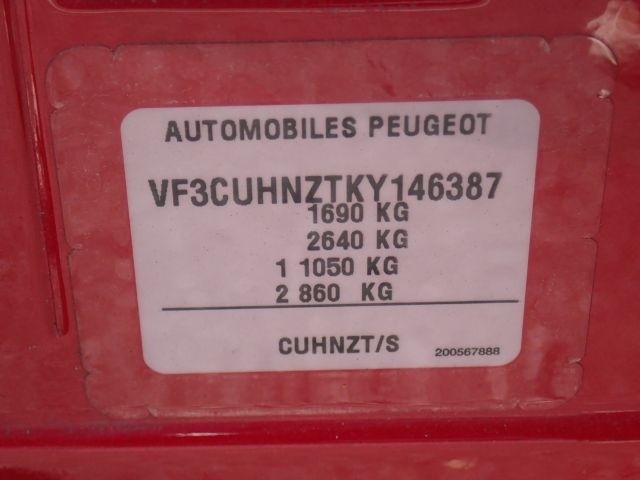 AUTOMOBILES PEUGEOT
VF3CUHNZTKY146387
1690 KG
2640 KG
1 1050 KG
2 860 KG
CUHNZT/S
200567888